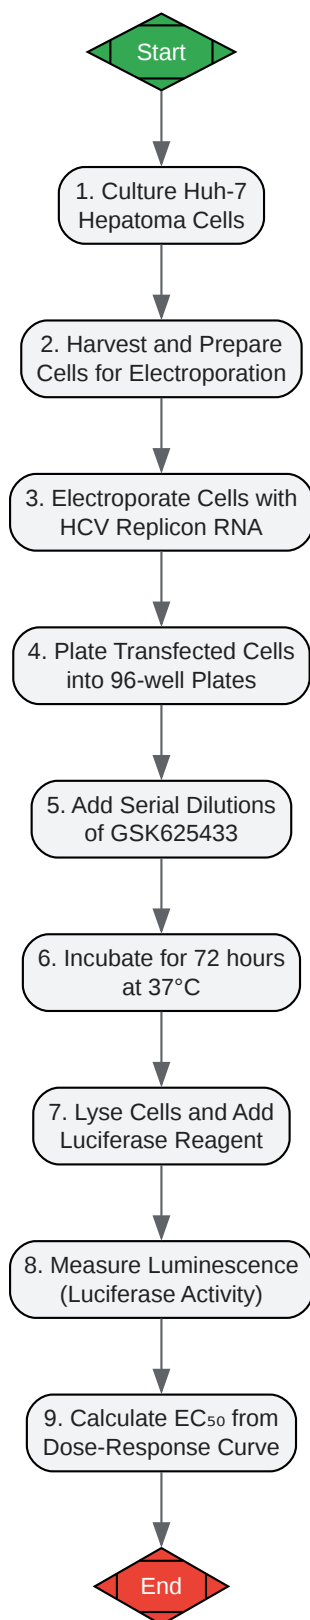 Start
1. Culture Huh-7
Hepatoma Cells
2. Harvest and Prepare
Cells for Electroporation
3. Electroporate Cells with
HCV Replicon RNA
4. Plate Transfected Cells
into 96-well Plates
5. Add Serial Dilutions
of GSK625433
6. Incubate for 72 hours
at 37°C
7. Lyse Cells and Add
Luciferase Reagent
8. Measure Luminescence
(Luciferase Activity)
9. Calculate EC₅₀ from
Dose-Response Curve
End